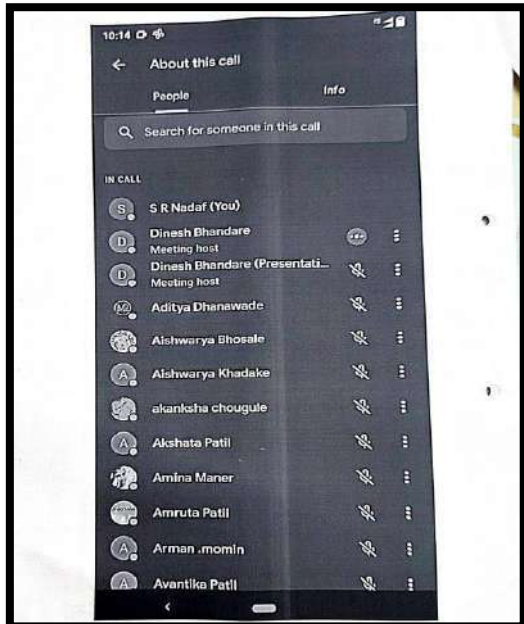 10:14
About this call
People
Info
Search for someone in this call
IN CALL
S
S R Nadaf (You)
D
Dinesh Bhandare
Meeting host
D
Dinesh Bhandare (Presentati...
Meeting host
Aditya Dhanawade
Aishwarya Bhosale
A
Aishwarya Khadake
akanksha chougule
A
Akshata Patil
Amina Maner
Amruta Patil
A
Arman .momin
A
Avantika Patil